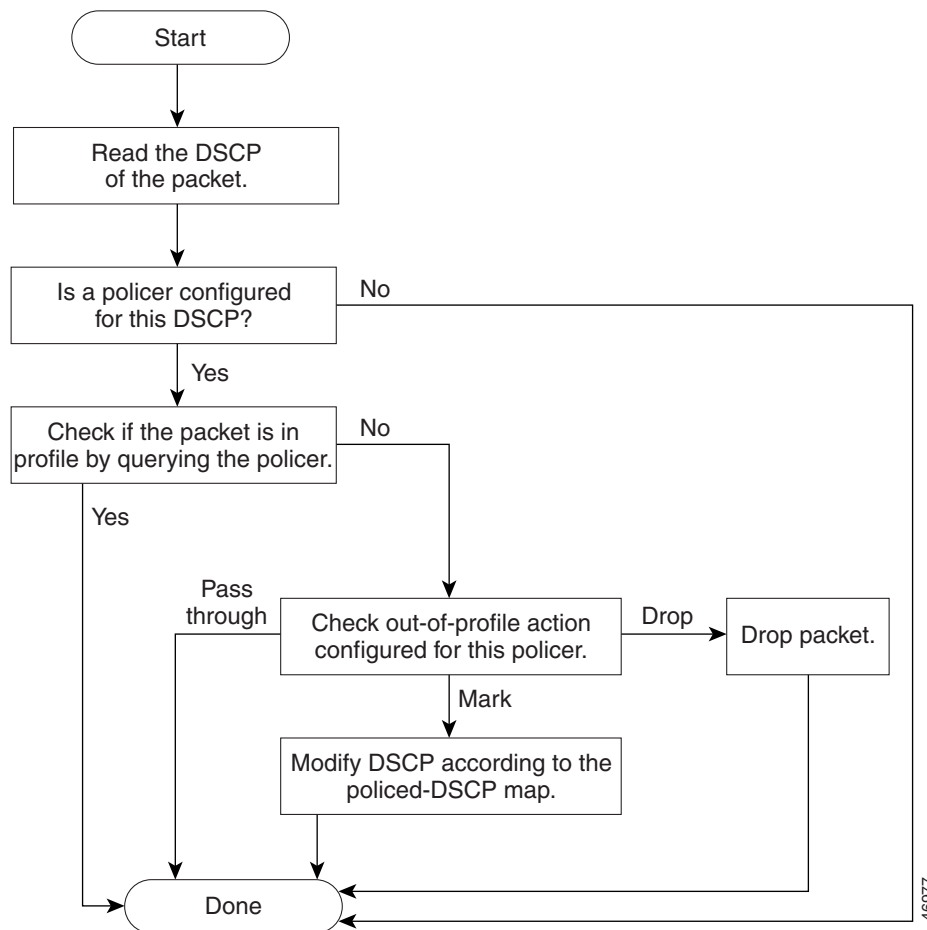 Start
Read the DSCP
of the packet.
Is a policer configured
for this DSCP?
No
Yes
Check if the packet is in
profile by querying the policer.
No
Yes
Pass
through
Check out-of-profile action
configured for this policer.
Drop
Drop packet.
Mark
Modify DSCP according to the
policed-DSCP map.
Done
46977